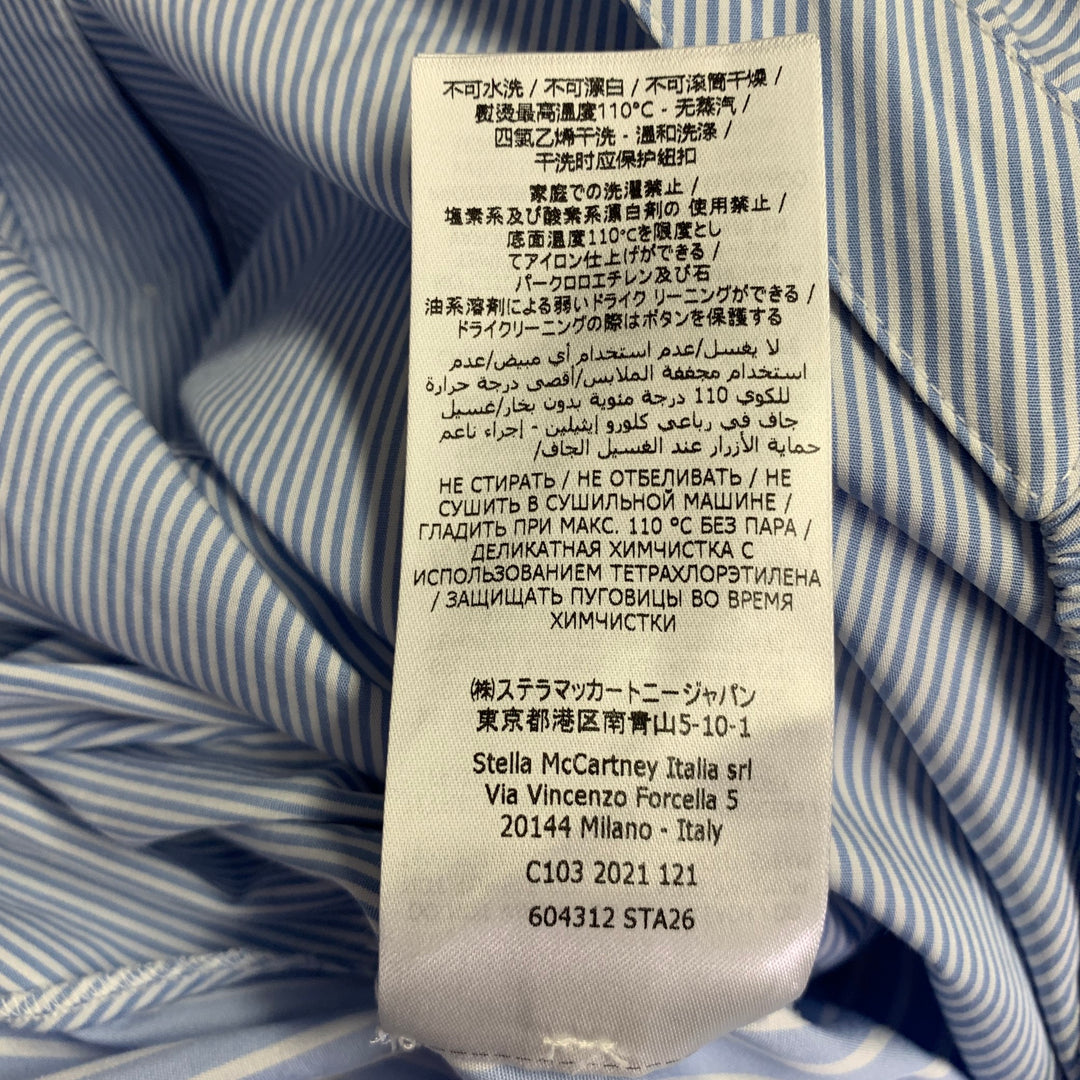 不可水洗 / 不可漂白 / 不可滚筒干燥 /
熨烫最高温度110°C - 无蒸汽 /
四氯乙烯干洗 - 温和洗涤 /
干洗时应保护纽扣
家庭での洗濯禁止 /
塩素系及び酸素系漂白剤の 使用禁止 /
底面温度110℃を限度とし
てアイロン仕上げができる /
パークロロエチレン及び石
油系溶剤による弱いドライク リーニングができる /
ドライクリーニングの際はボタンを保護する
لا يغسل/عدم استخدام أي مبيض/عدم
استخدام مجففة الملابس/أقصى درجة حرارة
للكوي 110 درجة مئوية بدون بخار/غسيل
جاف في رباعي كلورو إيثيلين - إجراء ناعم
حماية الأزرار عند الغسيل الجاف/
НЕ СТИРАТЬ / НЕ ОТБЕЛИВАТЬ / НЕ
СУШИТЬ В СУШИЛЬНОЙ МАШИНЕ /
ГЛАДИТЬ ПРИ МАКС. 110 °C БЕЗ ПАРА /
ДЕЛИКАТНАЯ ХИМЧИСТКА С
ИСПОЛЬЗОВАНИЕМ ТЕТРАХЛОРЭТИЛЕНА
/ ЗАЩИЩАТЬ ПУГОВИЦЫ ВО ВРЕМЯ
ХИМЧИСТКИ
(株)ステラマッカートニージャパン
東京都港区南青山5-10-1
Stella McCartney Italia srl
Via Vincenzo Forcella 5
20144 Milano - Italy
C103 2021 121
604312 STA26